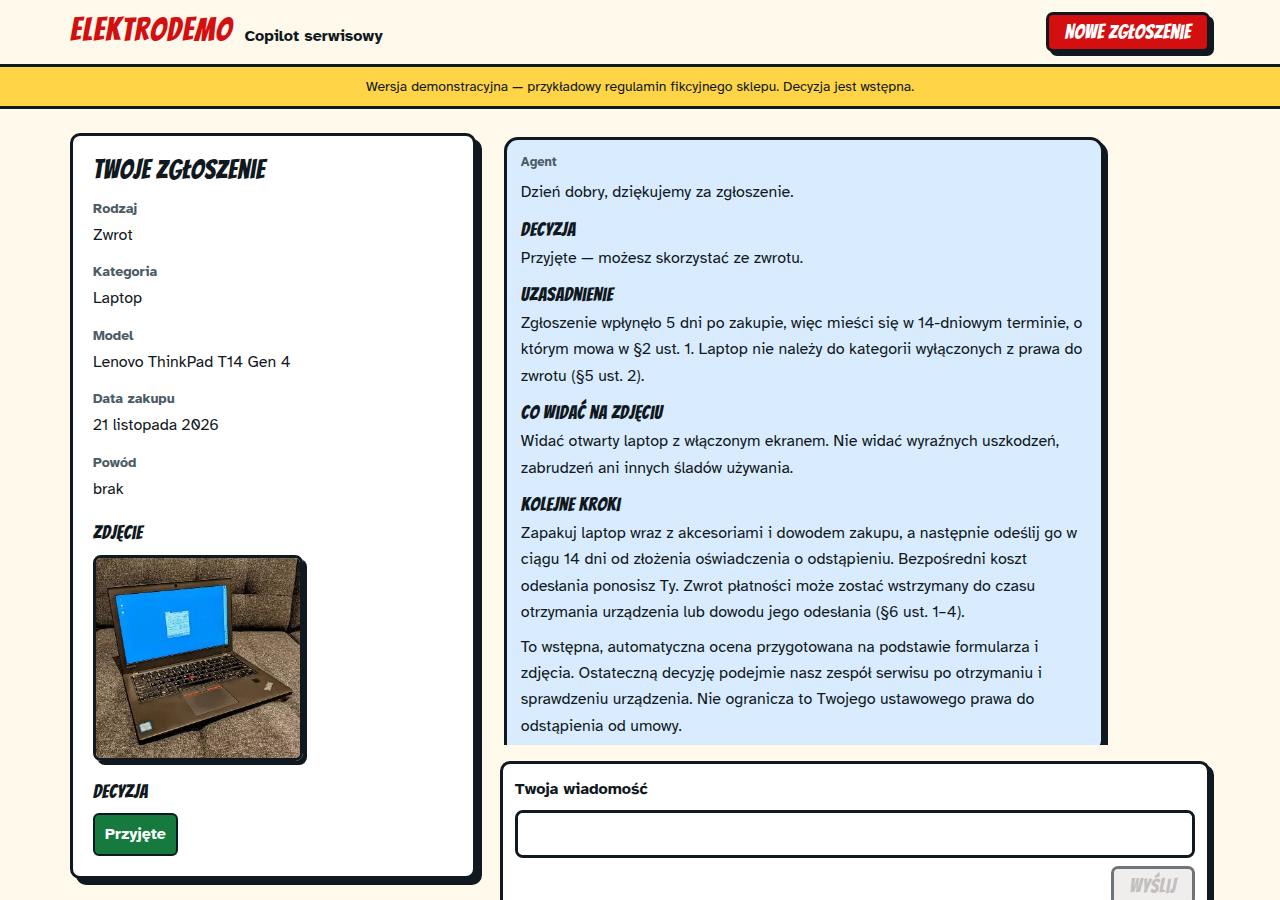 ELEKTRODEMO Copilot serwisowy
NOWE ZGŁOSZENIE
Wersja demonstracyjna — przykładowy regulamin fikcyjnego sklepu. Decyzja jest wstępna.
TWOJE ZGŁOSZENIE
Rodzaj
Zwrot
Kategoria
Laptop
Model
Lenovo ThinkPad T14 Gen 4
Data zakupu
21 listopada 2026
Powód
brak
ZDJĘCIE
DECYZJA
Przyjęte
Agent
Dzień dobry, dziękujemy za zgłoszenie.
DECYZJA
Przyjęte — możesz skorzystać ze zwrotu.
UZASADNIENIE
Zgłoszenie wpłynęło 5 dni po zakupie, więc mieści się w 14-dniowym terminie, o
którym mowa w §2 ust. 1. Laptop nie należy do kategorii wyłączonych z prawa do
zwrotu (§5 ust. 2).
CO WIDAĆ NA ZDJĘCIU
Widać otwarty laptop z włączonym ekranem. Nie widać wyraźnych uszkodzeń,
zabrudzeń ani innych śladów używania.
KOLEJNE KROKI
Zapakuj laptop wraz z akcesoriami i dowodem zakupu, a następnie odeślij go w
ciągu 14 dni od złożenia oświadczenia o odstąpieniu. Bezpośredni koszt
odesłania ponosisz Ty. Zwrot płatności może zostać wstrzymany do czasu
otrzymania urządzenia lub dowodu jego odesłania (§6 ust. 1–4).
To wstępna, automatyczna ocena przygotowana na podstawie formularza i
zdjęcia. Ostateczną decyzję podejmie nasz zespół serwisu po otrzymaniu i
sprawdzeniu urządzenia. Nie ogranicza to Twojego ustawowego prawa do
odstąpienia od umowy.
Twoja wiadomość
WYŚLIJ